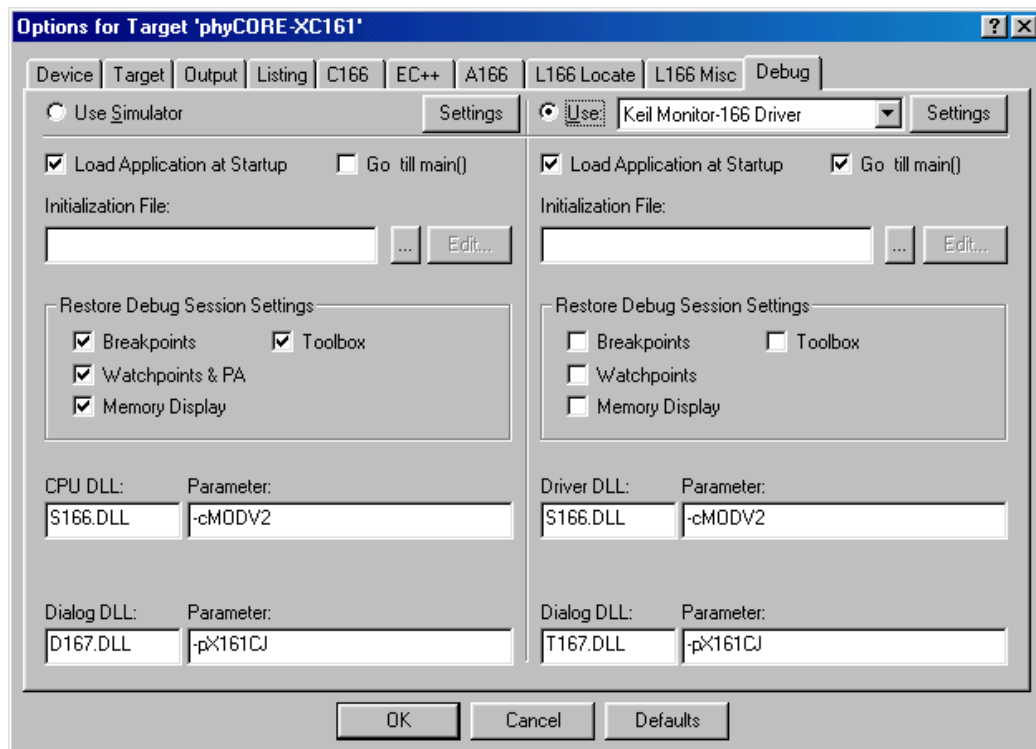 Options for Target 'phyCORE-XC161'
Device Target Output Listing C166 EC++ A166 L166 Locate L166 Misc Debug
Use Simulator Settings Use: Keil Monitor-166 Driver Settings
Load Application at Startup Go till main() Load Application at Startup Go till main()
Initialization File: Initialization File:
... Edit... ... Edit...
Restore Debug Session Settings Restore Debug Session Settings
Breakpoints Toolbox Breakpoints Toolbox
Watchpoints & PA Watchpoints
Memory Display Memory Display
CPU DLL: Parameter: Driver DLL: Parameter:
S166.DLL -cMODV2 S166.DLL -cMODV2
Dialog DLL: Parameter: Dialog DLL: Parameter:
D167.DLL -pX161CJ T167.DLL -pX161CJ
OK Cancel Defaults